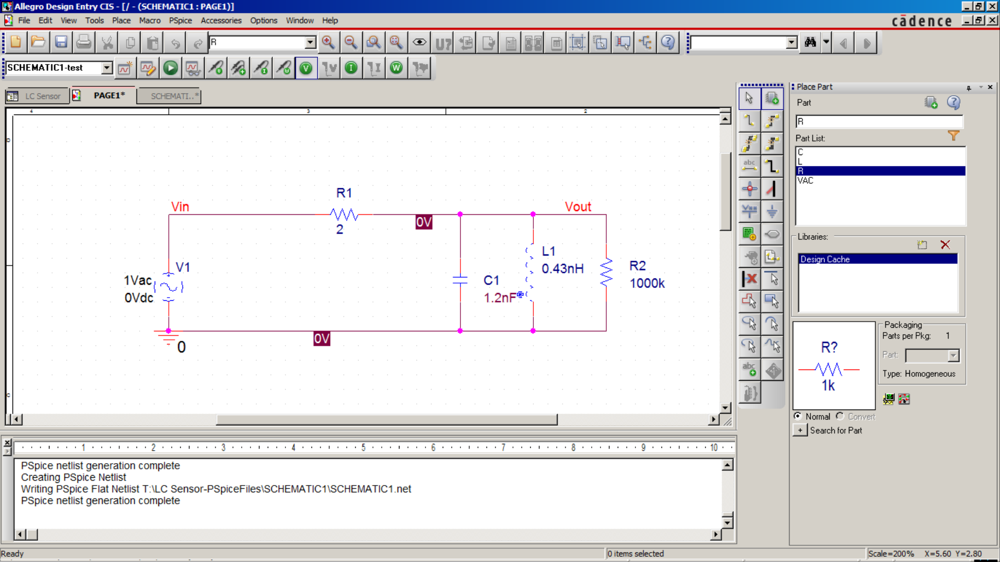 Allegro Design Entry CIS - [/ - (SCHEMATIC1 : PAGE1)]
File Edit View Tools Place Macro PSpice Accessories Options Window Help
cādence
R
U?
SCHEMATIC1-test
V
V
I
I
W
LC Sensor
PAGE1*
SCHEMATI..*
4
3
2
D
C
Vin
R1
2
0V
Vout
V1
1Vac
0Vdc
C1
1.2nF
L1
0.43nH
R2
1000k
0V
0
abc
abc
Place Part
Part
R
Part List:
C
L
R
VAC
Libraries:
Design Cache
R?
1k
Packaging
Parts per Pkg: 1
Part:
Type: Homogeneous
Normal
Convert
+ Search for Part
1 2 3 4 5 6 7 8 9 10
PSpice netlist generation complete
Creating PSpice Netlist
Writing PSpice Flat Netlist T:\LC Sensor-PSpiceFiles\SCHEMATIC1\SCHEMATIC1.net
PSpice netlist generation complete
Ready
0 items selected
Scale=200% X=5.60 Y=2.80